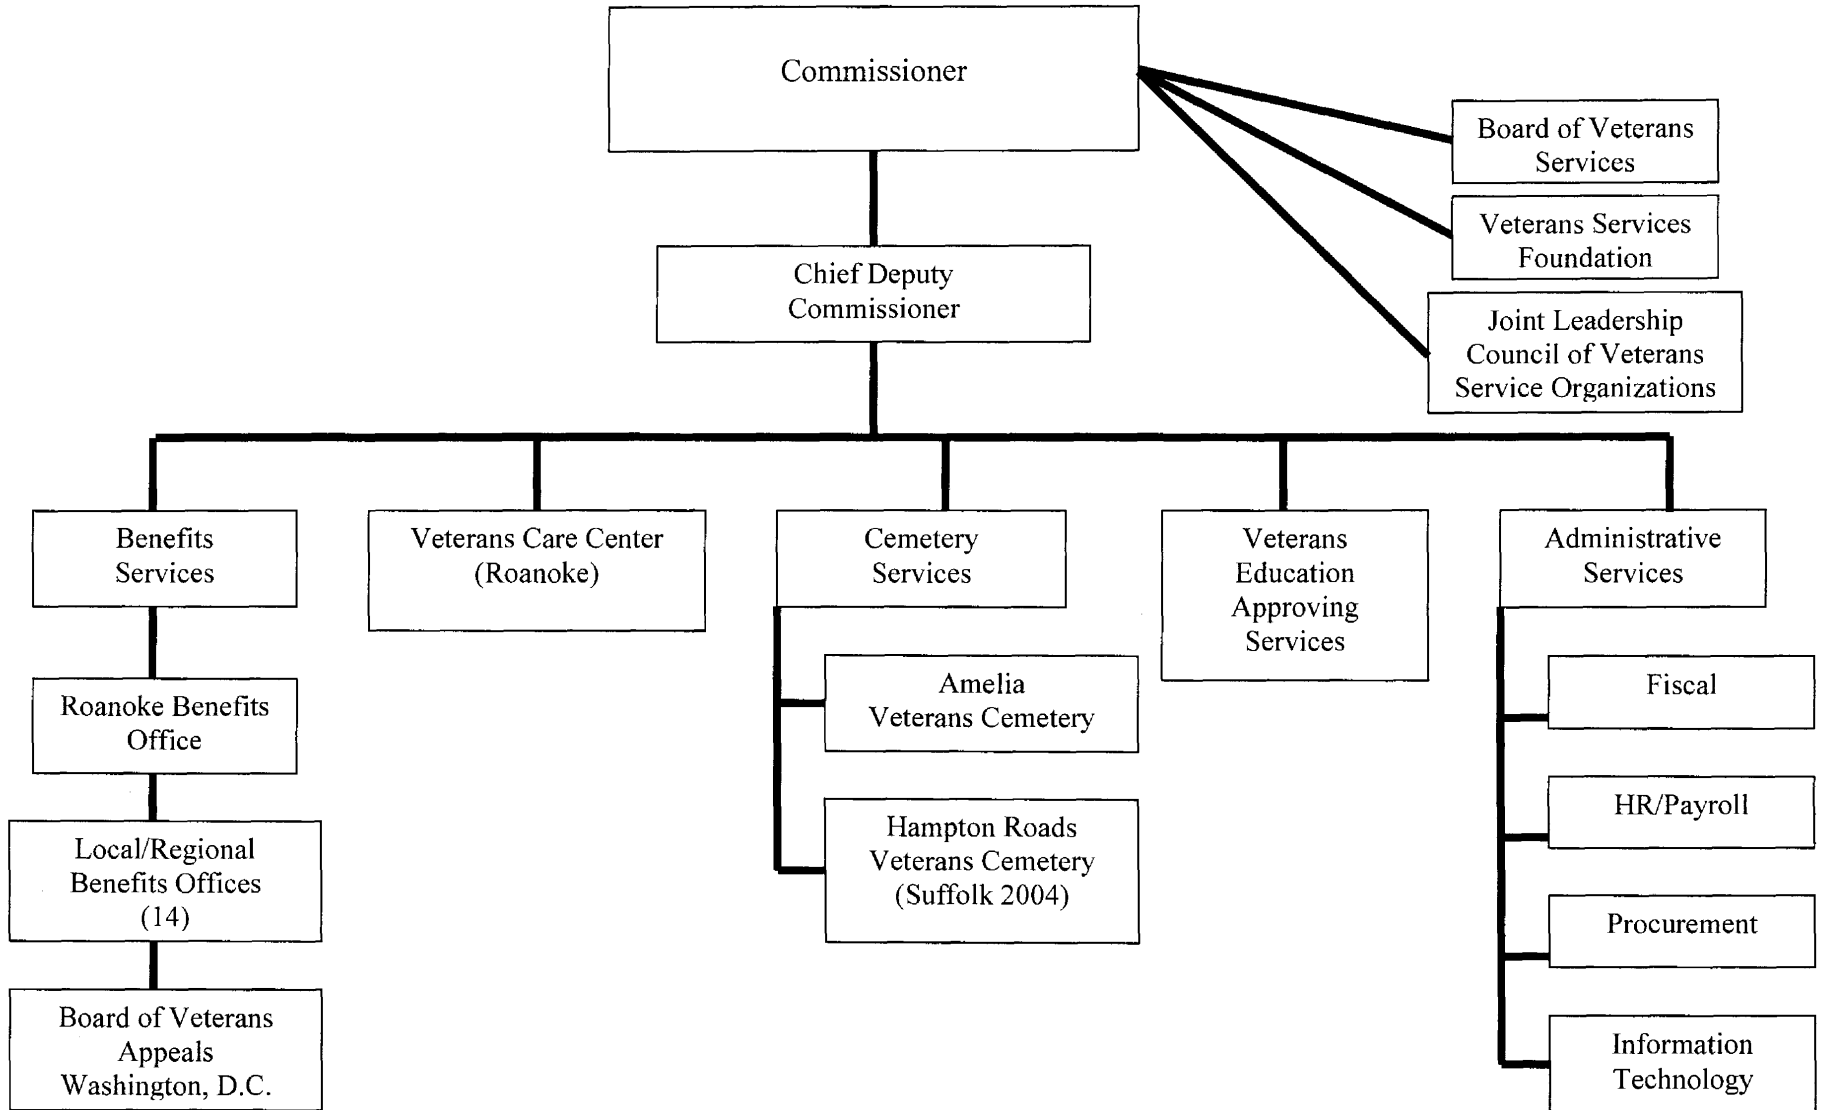 Commissioner
Board of Veterans
Services
Veterans Services
Foundation
Joint Leadership
Council of Veterans
Service Organizations
Chief Deputy
Commissioner
Benefits
Services
Veterans Care Center
(Roanoke)
Cemetery
Services
Veterans
Education
Approving
Services
Administrative
Services
Roanoke Benefits
Office
Local/Regional
Benefits Offices
(14)
Board of Veterans
Appeals
Washington, D.C.
Amelia
Veterans Cemetery
Hampton Roads
Veterans Cemetery
(Suffolk 2004)
Fiscal
HR/Payroll
Procurement
Information
Technology